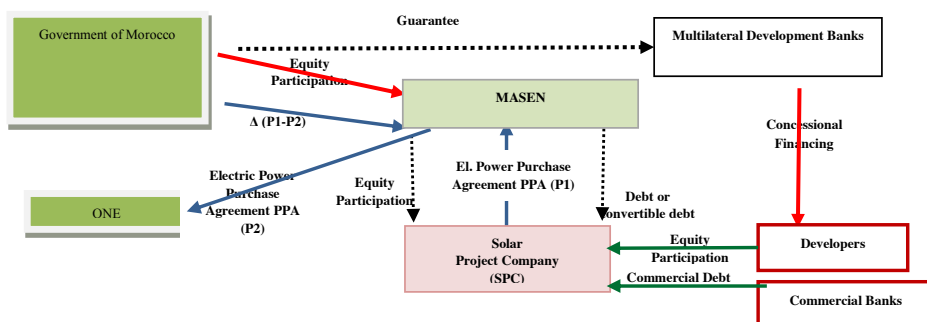 Guarantee
Government of Morocco
Multilateral Development Banks
Equity
Participation
MASEN
Δ (P1-P2)
Concessional
Financing
El. Power Purchase
Agreement PPA (P1)
Electric Power
Purchase
Agreement PPA
(P2)
Equity
Participation
Debt or
convertible debt
ONE
Solar
Project Company
(SPC)
Equity
Participation
Developers
Commercial Debt
Commercial Banks